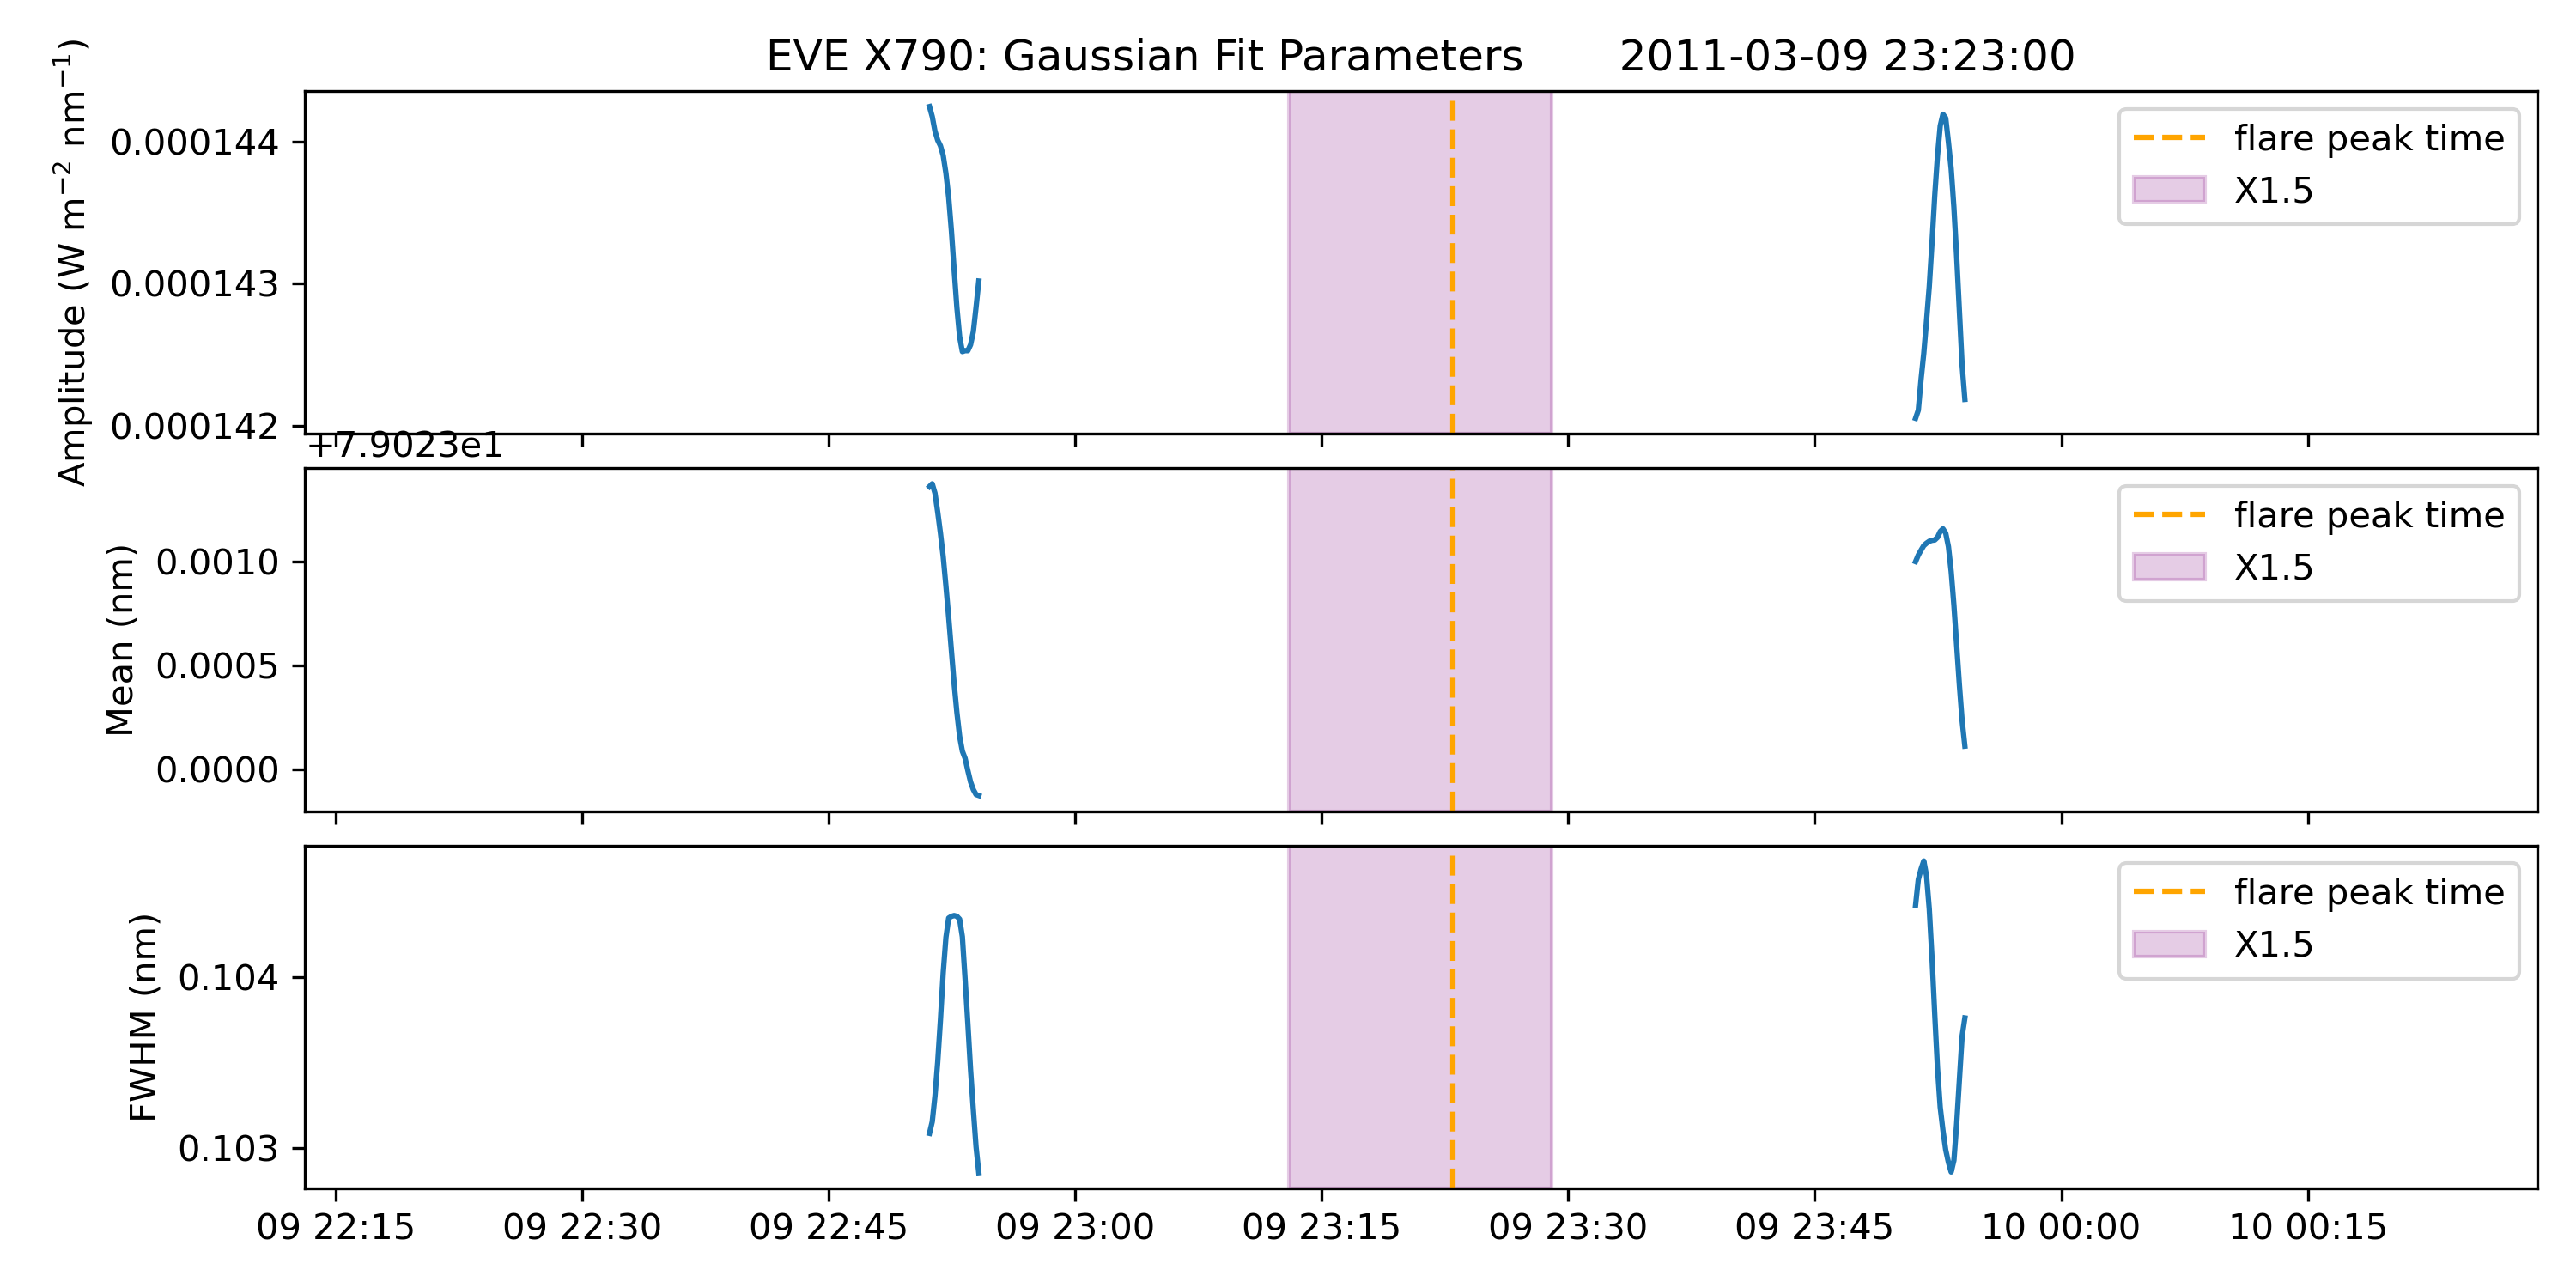 EVE X790: Gaussian Fit Parameters 2011-03-09 23:23:00
Amplitude (W m⁻² nm⁻¹)
0.000144
0.000143
0.000142
flare peak time
X1.5
+7.9023e1
Mean (nm)
0.0010
0.0005
0.0000
flare peak time
X1.5
FWHM (nm)
0.104
0.103
flare peak time
X1.5
09 22:15 09 22:30 09 22:45 09 23:00 09 23:15 09 23:30 09 23:45 10 00:00 10 00:15